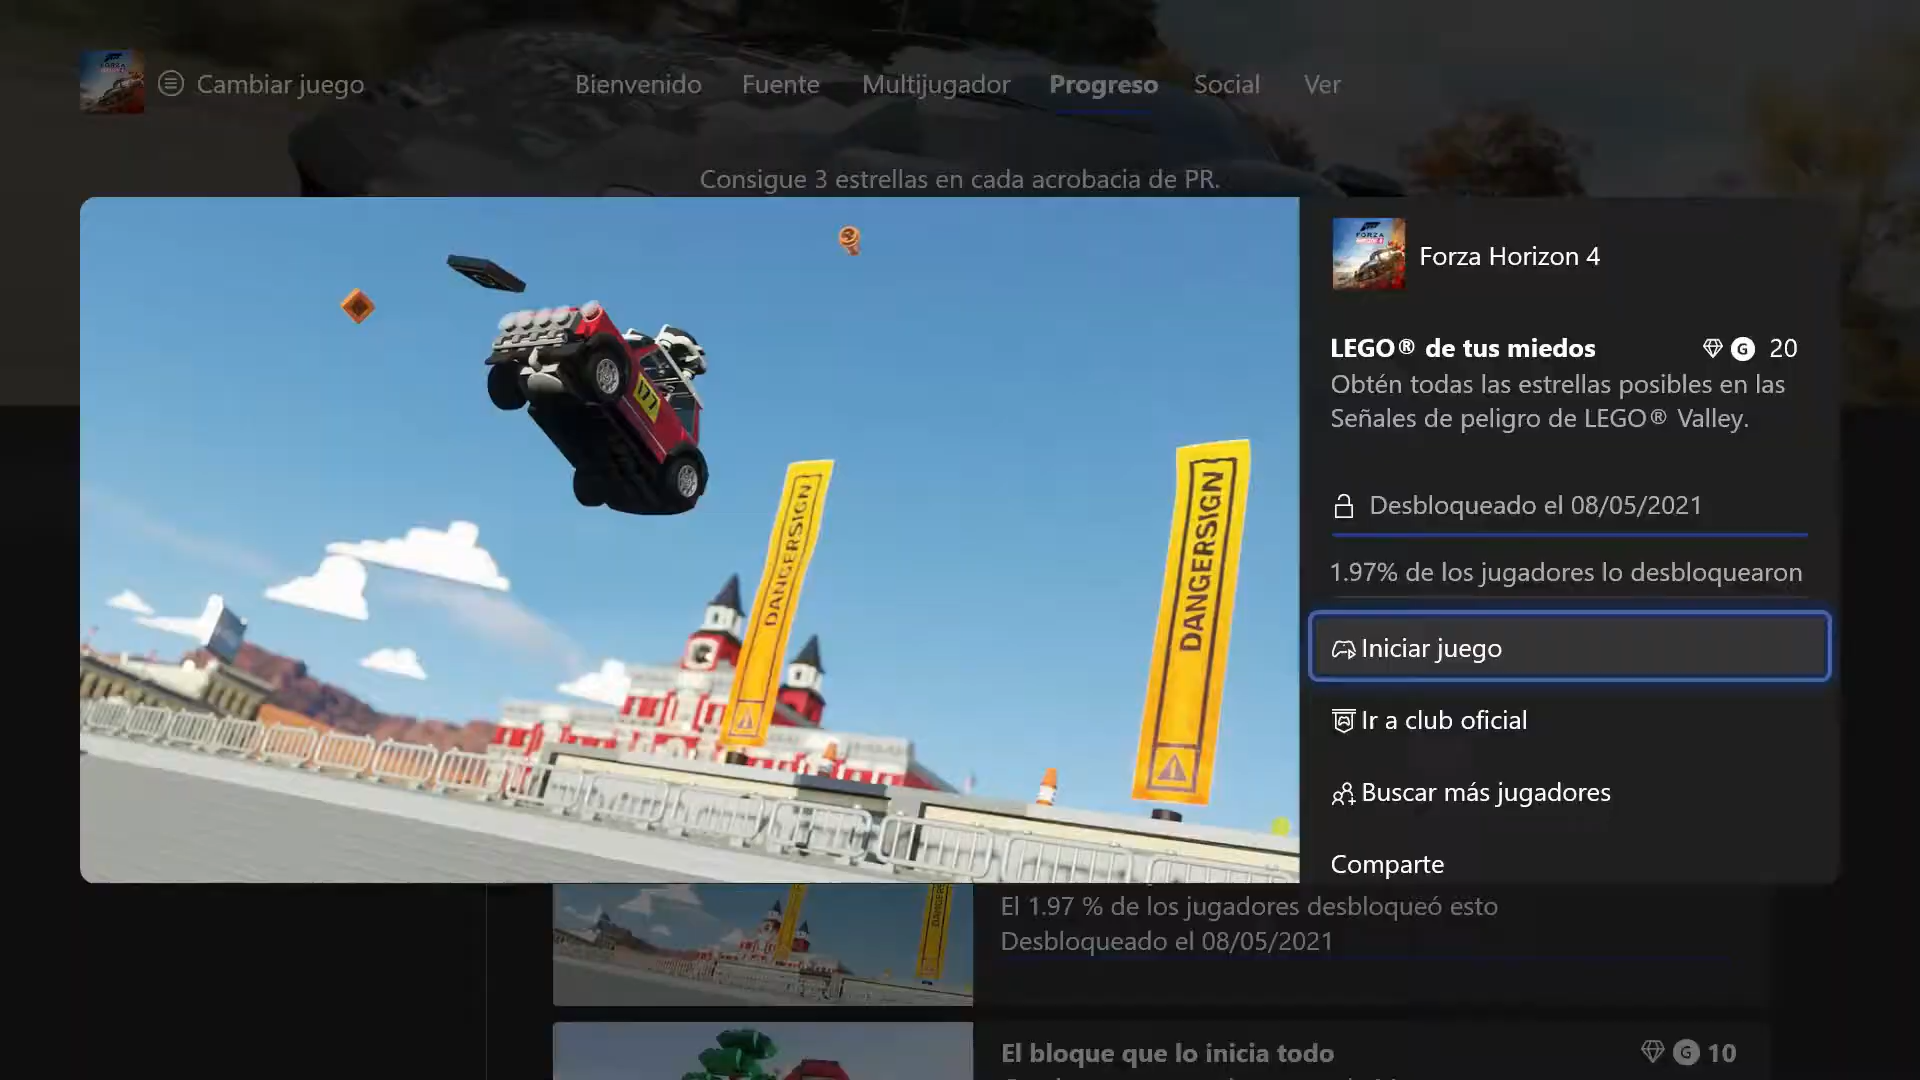 Cambiar juego
Bienvenido
Fuente
Multijugador
Progreso
Social
Ver
Consigue 3 estrellas en cada acrobacia de PR.
FORZA
Forza Horizon 4
LEGO® de tus miedos
G 20
Obtén todas las estrellas posibles en las
Señales de peligro de LEGO® Valley.
Desbloqueado el 08/05/2021
1.97% de los jugadores lo desbloquearon
Iniciar juego
Ir a club oficial
Buscar más jugadores
Comparte
DANGERSIGN
DANGERSIGN
El 1.97 % de los jugadores desbloqueó esto
Desbloqueado el 08/05/2021
El bloque que lo inicia todo
G 10